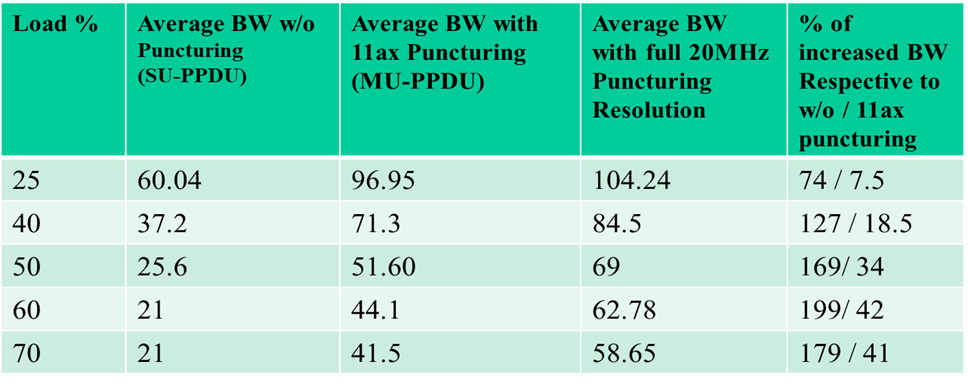 Load %
Average BW w/o
Puncturing
(SU-PPDU)
Average BW with
11ax Puncturing
(MU-PPDU)
Average BW
with full 20MHz
Puncturing
Resolution
% of
increased BW
Respective to
w/o / 11ax
puncturing
25 60.04 96.95 104.24 74 / 7.5
40 37.2 71.3 84.5 127 / 18.5
50 25.6 51.60 69 169/ 34
60 21 44.1 62.78 199/ 42
70 21 41.5 58.65 179 / 41